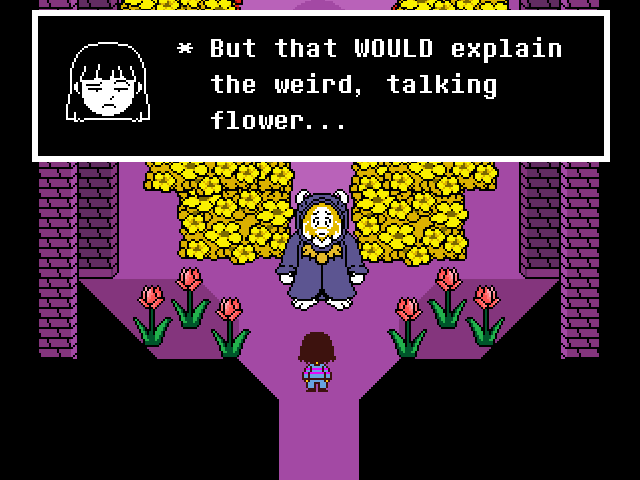 * But that WOULD explain
the weird, talking
flower...